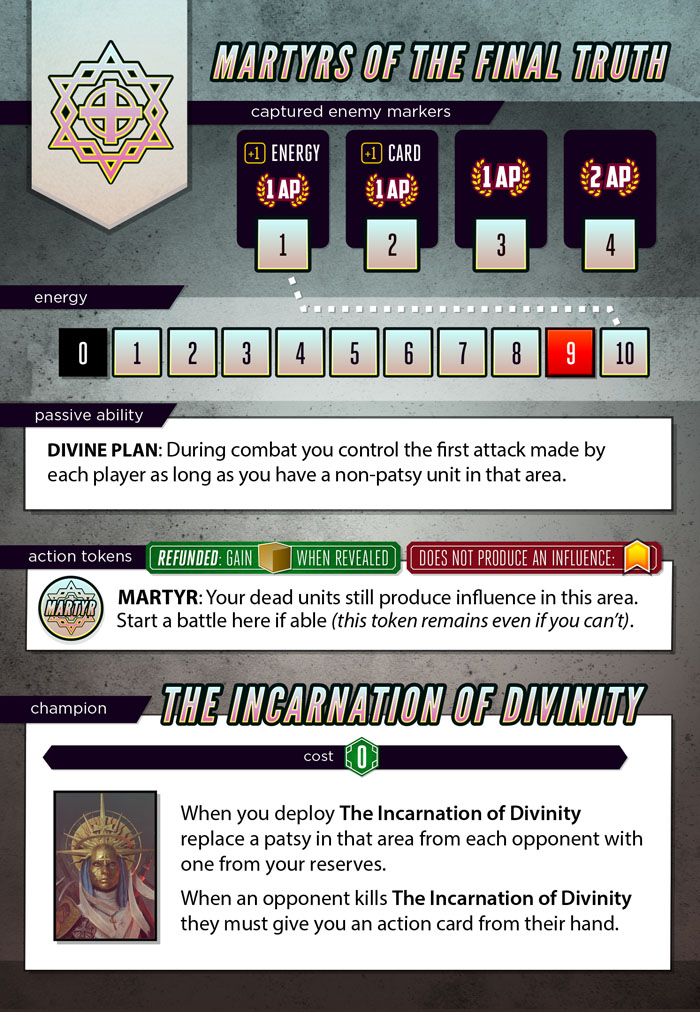 MARTYRS OF THE FINAL TRUTH
captured enemy markers
+1 ENERGY
1 AP
1
+1 CARD
1 AP
2
1 AP
3
2 AP
4
energy
0 1 2 3 4 5 6 7 8 9 10
passive ability
DIVINE PLAN: During combat you control the first attack made by
each player as long as you have a non-patsy unit in that area.
action tokens
REFUNDED: GAIN WHEN REVEALED
DOES NOT PRODUCE AN INFLUENCE:
MARTYR
MARTYR: Your dead units still produce influence in this area.
Start a battle here if able (this token remains even if you can't).
champion
THE INCARNATION OF DIVINITY
cost 0
When you deploy The Incarnation of Divinity
replace a patsy in that area from each opponent with
one from your reserves.
When an opponent kills The Incarnation of Divinity
they must give you an action card from their hand.